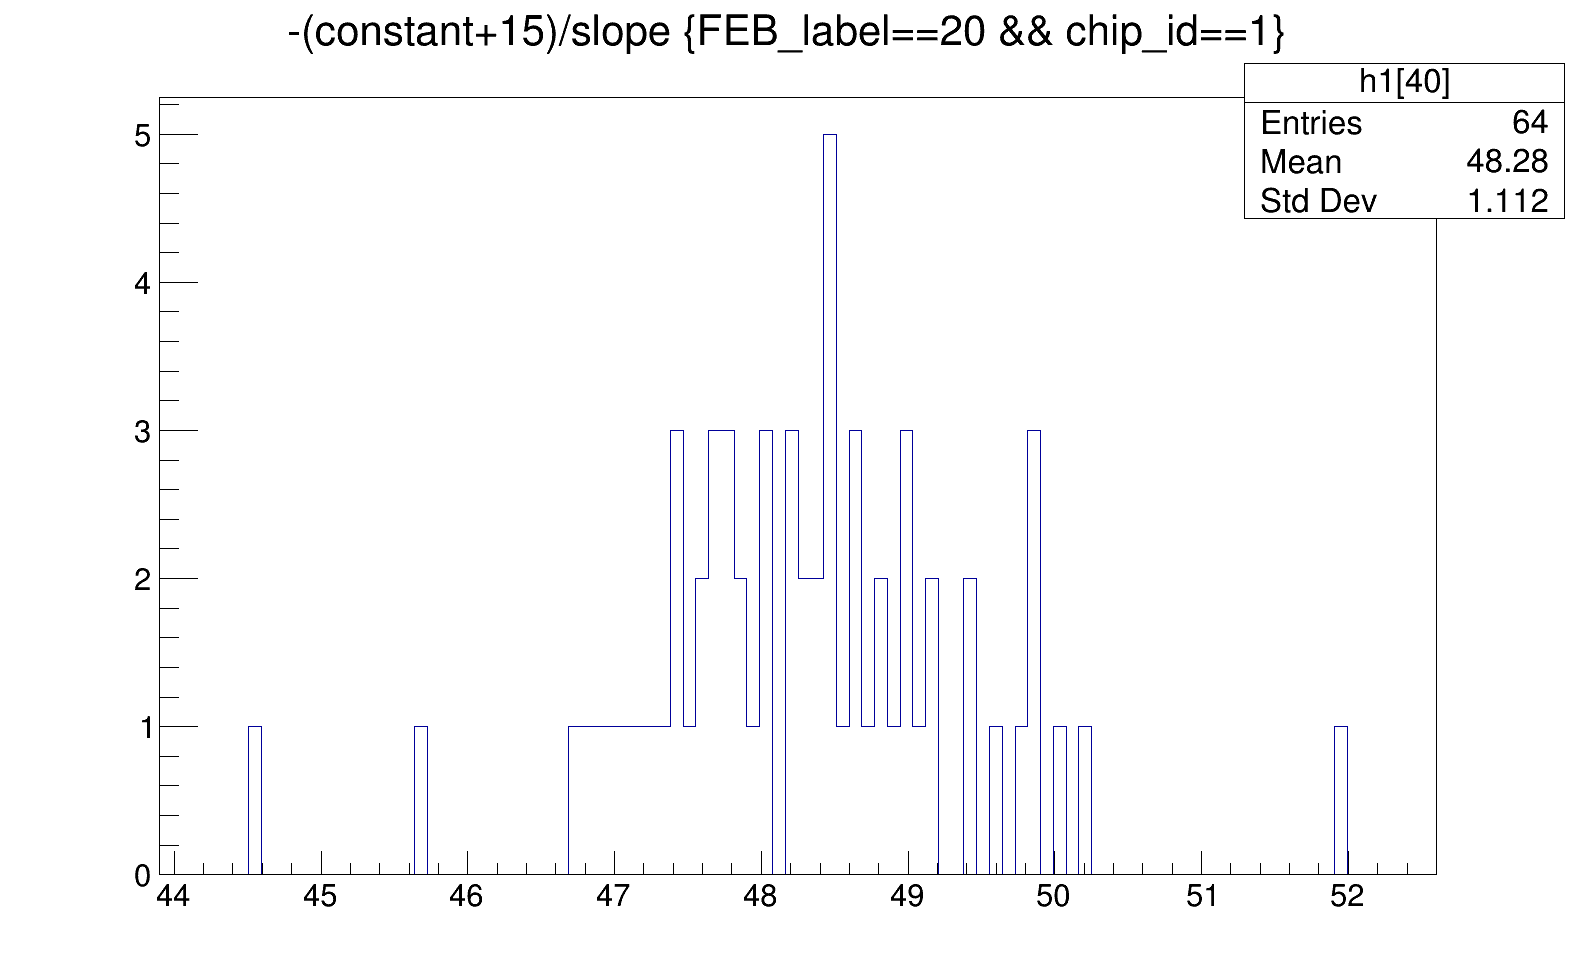 -(constant+15)/slope {FEB_label==20 && chip_id==1}
h1[40]
Entries 64
Mean 48.28
Std Dev 1.112
5
4
3
2
1
0
44 45 46 47 48 49 50 51 52